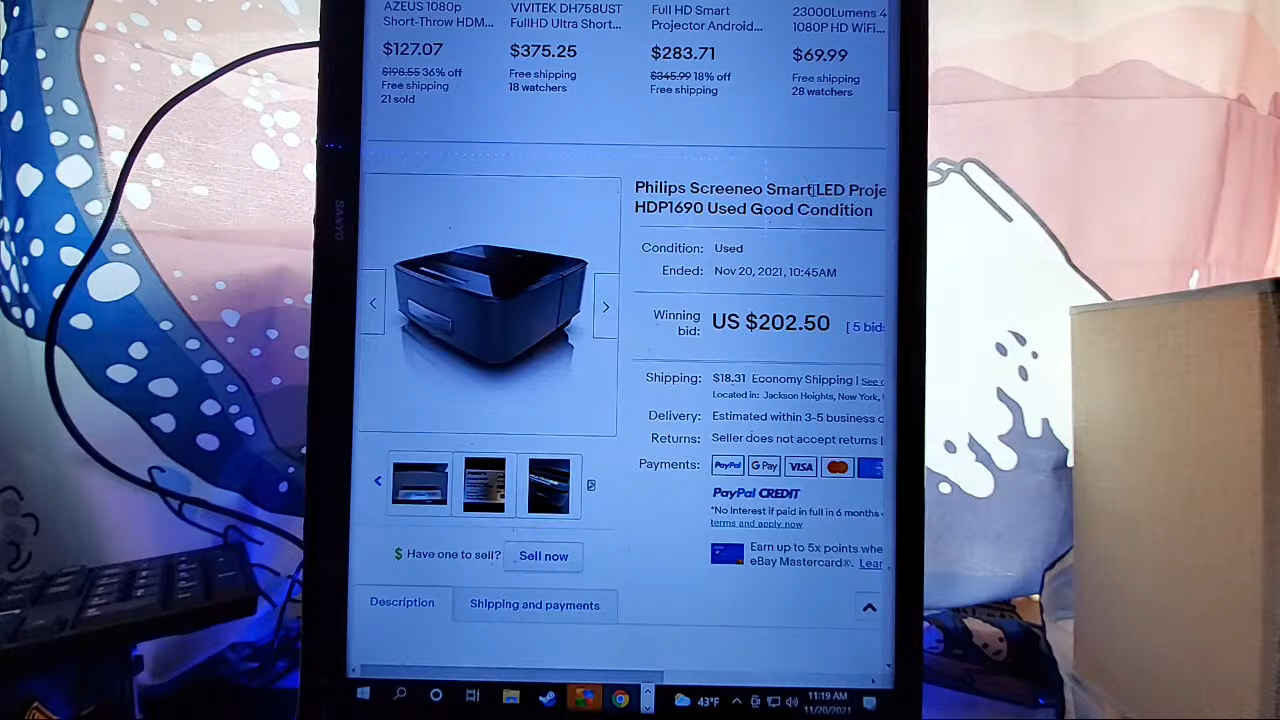 AZEUS 1080p
Short-Throw HDM...
$127.07
$198.55 36% off
Free shipping
21 sold
VIVITEK DH758UST
FullHD Ultra Short...
$375.25
Free shipping
18 watchers
Full HD Smart
Projector Android...
$283.71
$345.99 18% off
Free shipping
23000Lumens 4
1080P HD WiFi...
$69.99
Free shipping
28 watchers
SANYO
Philips Screeneo Smart LED Proje
HDP1690 Used Good Condition
Condition: Used
Ended: Nov 20, 2021, 10:45AM
Winning bid: US $202.50 [ 5 bid
Shipping: $18.31 Economy Shipping | See
Located in: Jackson Heights, New York,
Delivery: Estimated within 3-5 business
Returns: Seller does not accept returns |
Payments: PayPal G Pay VISA
PayPal CREDIT
*No Interest if paid in full in 6 months
terms and apply now
Earn up to 5x points whe
eBay Mastercard®. Lear
$ Have one to sell? Sell now
Description
Shipping and payments
43°F
11:19 AM
11/20/2021